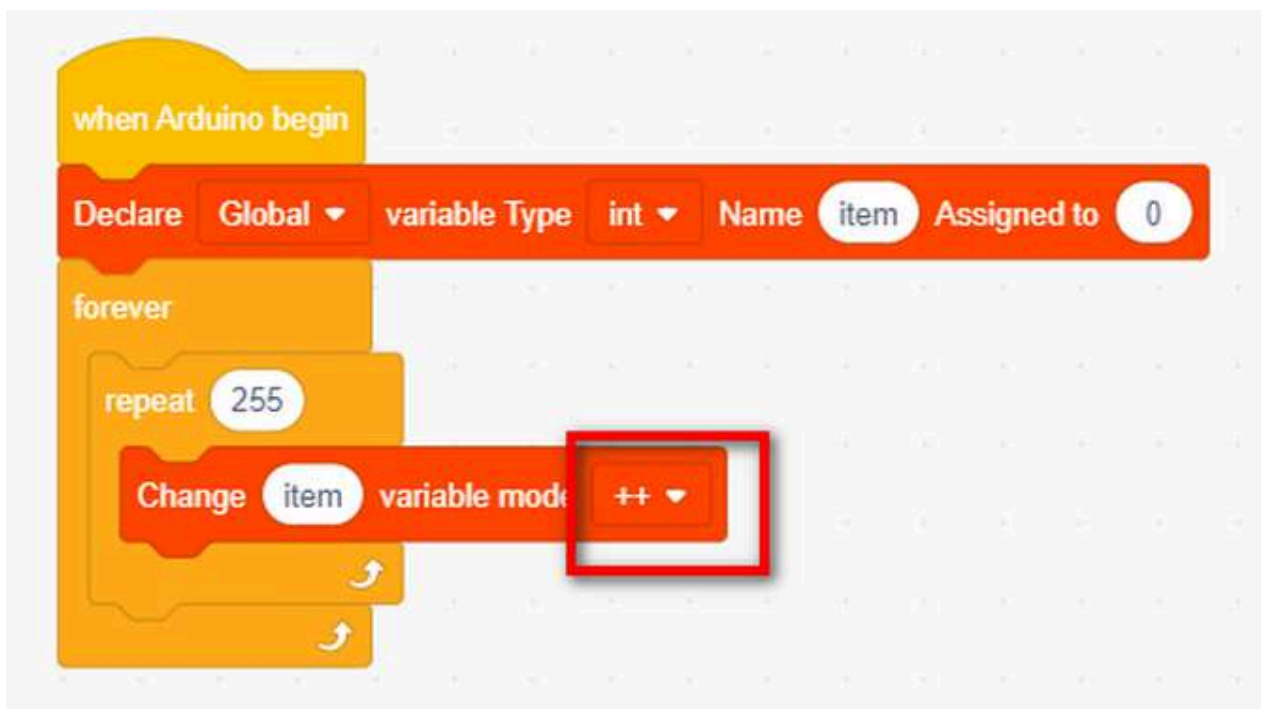 when Arduino begin
Declare Global variable Type int Name item Assigned to 0
forever
repeat 255
Change item variable mode ++